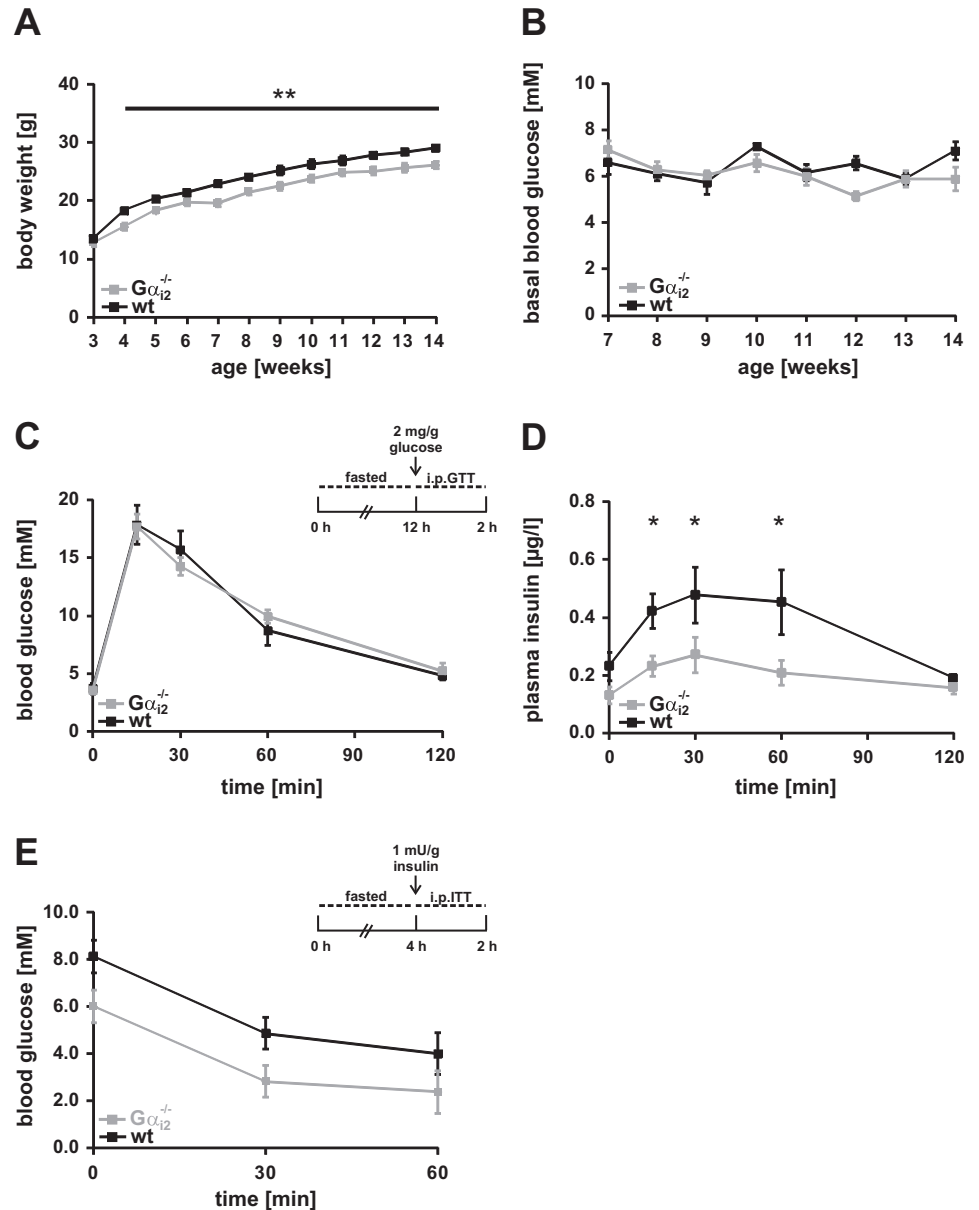 A
40
30
20
10
0
body weight [g]
**
Gαi2-/-
wt
3 4 5 6 7 8 9 10 11 12 13 14
age [weeks]
B
10
8
6
4
2
0
basal blood glucose [mM]
Gαi2-/-
wt
7 8 9 10 11 12 13 14
age [weeks]
C
2 mg/g
glucose
fasted i.p.GTT
0 h 12 h 2 h
20
15
10
5
0
blood glucose [mM]
Gαi2-/-
wt
0 30 60 90 120
time [min]
D
0.8
0.6
0.4
0.2
0.0
plasma insulin [µg/l]
* * *
Gαi2-/-
wt
0 30 60 90 120
time [min]
E
1 mU/g
insulin
fasted i.p.ITT
0 h 4 h 2 h
10.0
8.0
6.0
4.0
2.0
0.0
blood glucose [mM]
Gαi2-/-
wt
0 30 60
time [min]